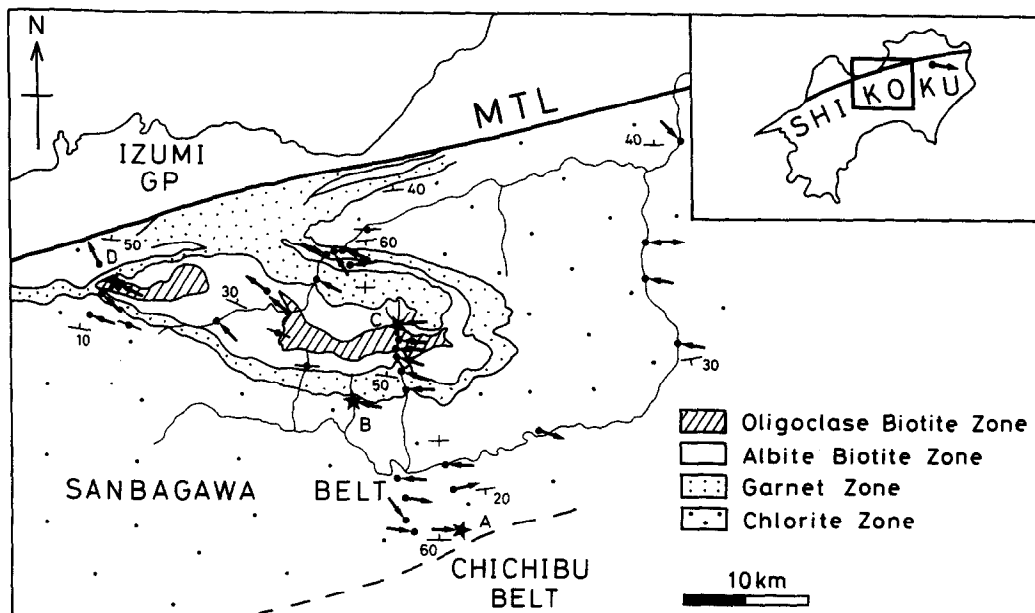 N
MTL
IZUMI
GP
SHIKOKU
40
40
50
60
D
30
10
C
50
30
B
SANBAGAWA BELT
20
A
60
CHICHIBU
BELT
Oligoclase Biotite Zone
Albite Biotite Zone
Garnet Zone
Chlorite Zone
10km